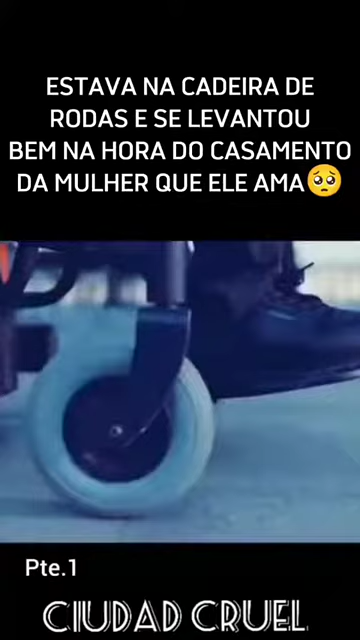 ESTAVA NA CADEIRA DE
RODAS E SE LEVANTOU
BEM NA HORA DO CASAMENTO
DA MULHER QUE ELE AMA🥺
Pte.1
CIUDAD CRUEL